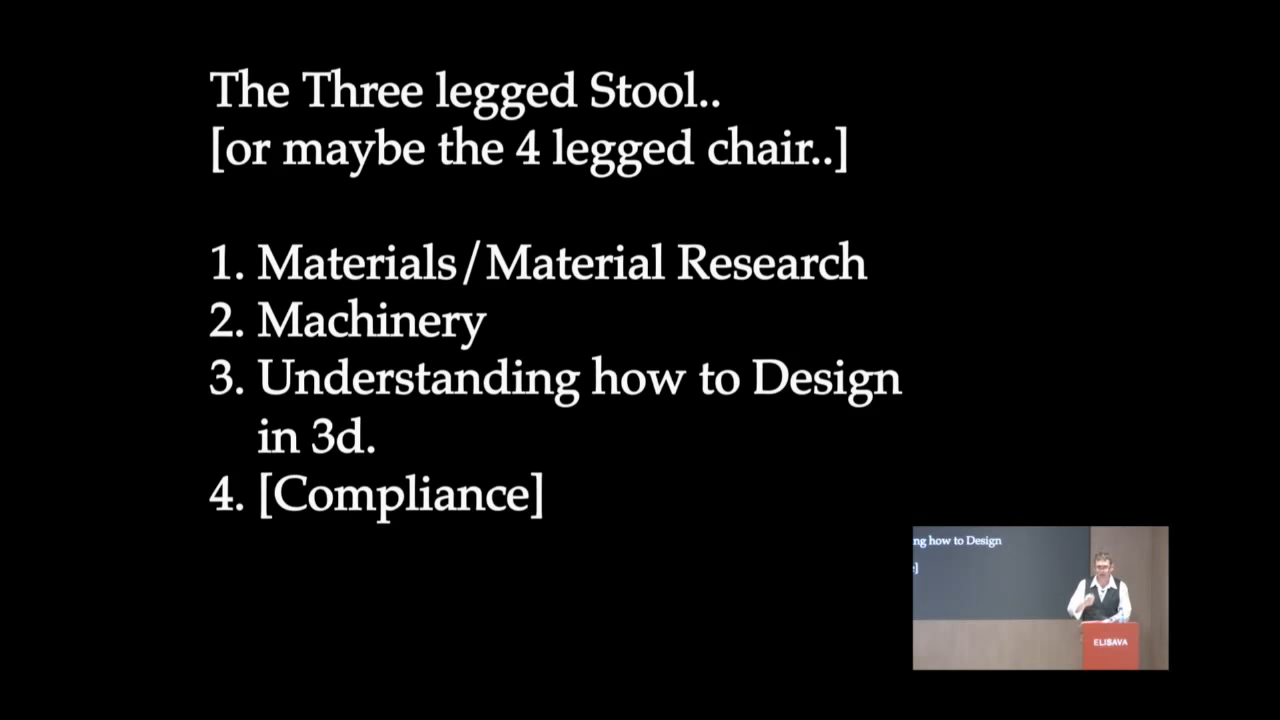 The Three legged Stool..
[or maybe the 4 legged chair..]
1. Materials/Material Research
2. Machinery
3. Understanding how to Design
in 3d.
4. [Compliance]
ng how to Design
e]
ELISAVA